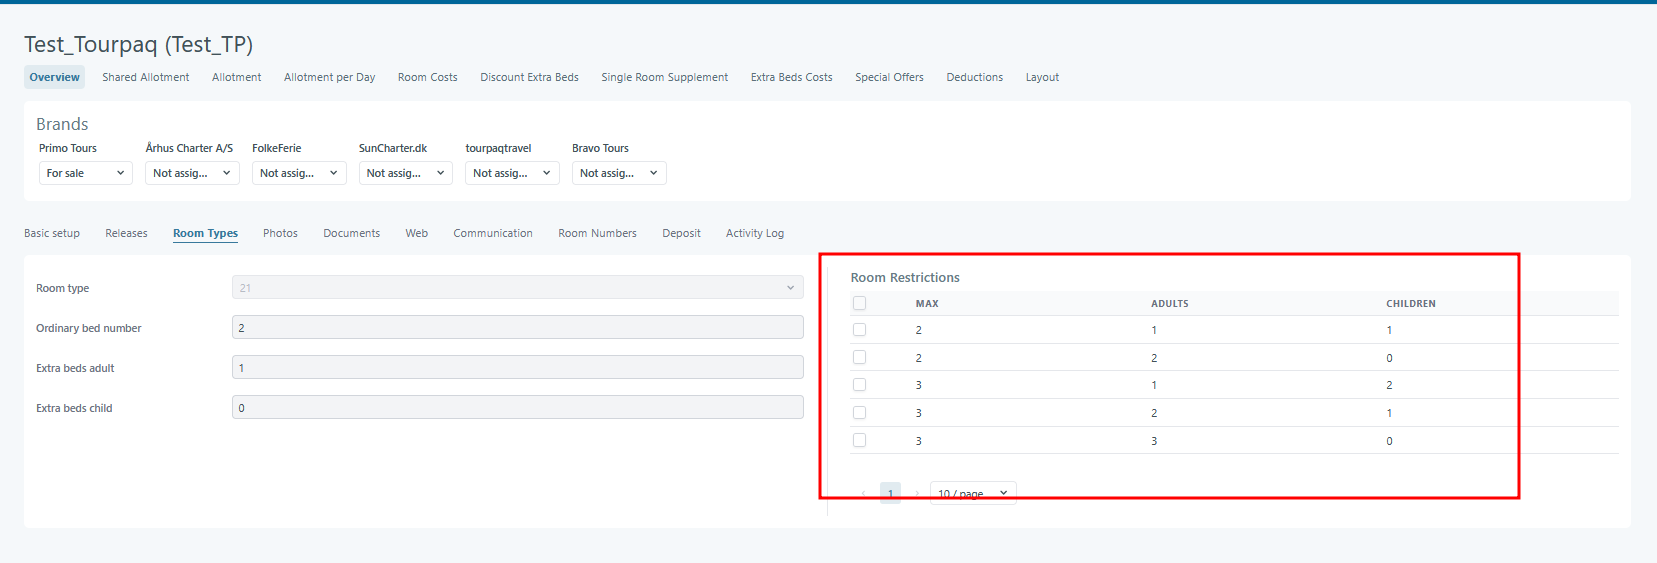 Test_Tourpaq (Test_TP)
Overview Shared Allotment Allotment Allotment per Day Room Costs Discount Extra Beds Single Room Supplement Extra Beds Costs Special Offers Deductions Layout
Brands
Primo Tours Århus Charter A/S FolkeFerie SunCharter.dk tourpaqtravel Bravo Tours
For sale Not assig... Not assig... Not assig... Not assig... Not assig...
Basic setup Releases Room Types Photos Documents Web Communication Room Numbers Deposit Activity Log
Room type 21
Ordinary bed number 2
Extra beds adult 1
Extra beds child 0
Room Restrictions
MAX ADULTS CHILDREN
2 1 1
2 2 0
3 1 2
3 2 1
3 3 0
1 10 / page